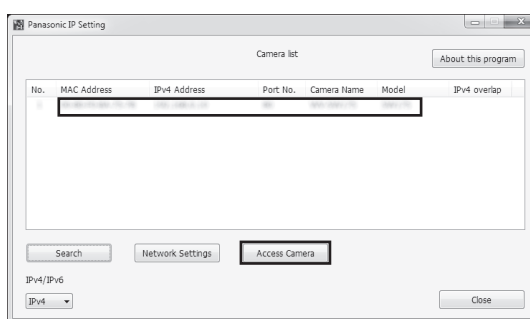 Panasonic IP Setting
Camera list
About this program
No. MAC Address IPv4 Address Port No. Camera Name Model IPv4 overlap
Search Network Settings Access Camera
IPv4/IPv6
IPv4
Close